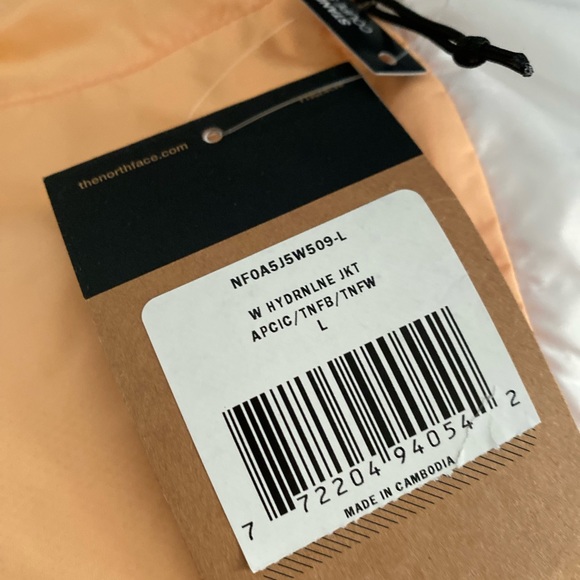 thenorthface.com
NF0A5J5W509-L
W HYDRNLNE JKT
APCIC/TNFB/TNFW
L
7 72204 94054 2
MADE IN CAMBODIA